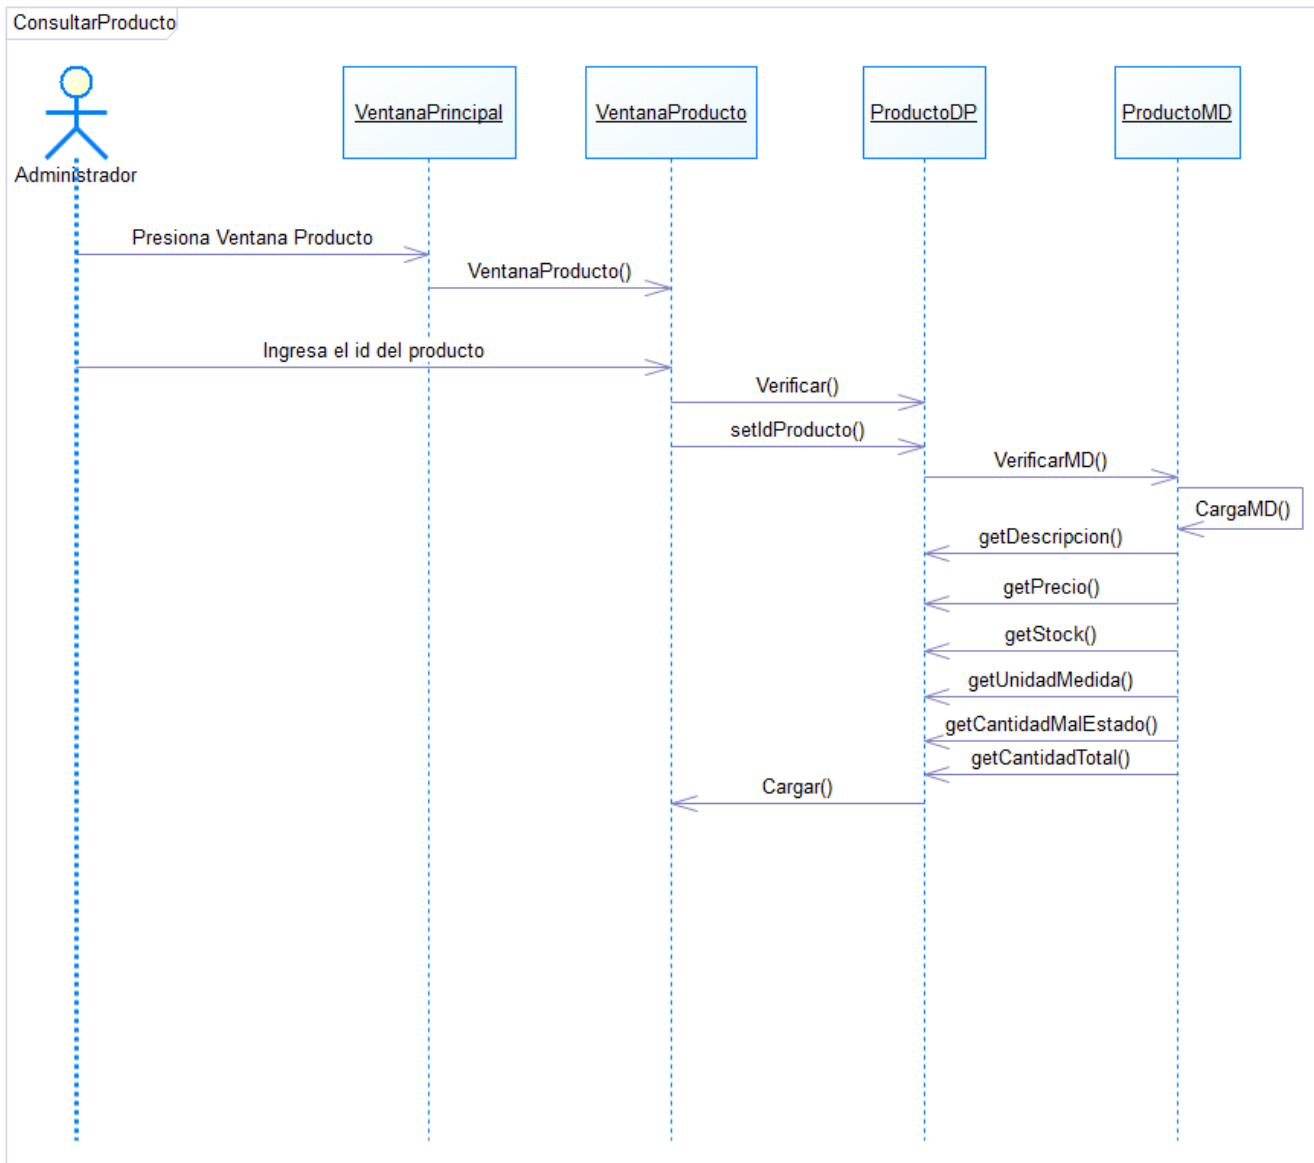 ConsultarProducto
Administrador
VentanaPrincipal
VentanaProducto
ProductoDP
ProductoMD
Presiona Ventana Producto
VentanaProducto()
Ingresa el id del producto
Verificar()
setIdProducto()
VerificarMD()
CargaMD()
getDescripcion()
getPrecio()
getStock()
getUnidadMedida()
getCantidadMalEstado()
getCantidadTotal()
Cargar()